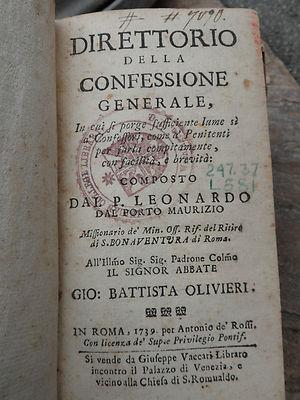 # # 7090.
DIRETTORIO
DELLA
CONFESSIONE
GENERALE,
In cui si porge sufficiente lume sì
a' Confessori, come a' Penitenti
per farla compitamente,
con facilità, e brevità:
COMPOSTO
DAL P. LEONARDO
DAL PORTO MAURIZIO
Missionario de' Min. Oss. Rif. del Ritiro
di S. BONAVENTURA di Roma.
All'Illmo Sig. Sig. Padrone Colmo
IL SIGNOR ABBATE
GIO: BATTISTA OLIVIERI.
IN ROMA, 1739. per Antonio de' Rossi.
Con licenza de' Sup. e Privilegio Pontif.
Si vende da Giuseppe Vaccari Libraro
incontro il Palazzo di Venezia, e
vicino alla Chiesa di S. Romualdo.
247.37
L581